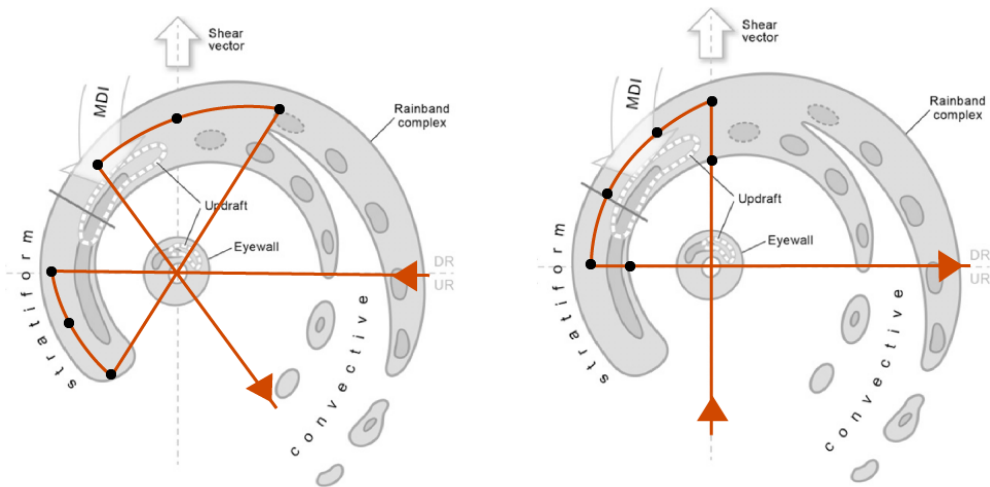 Shear
vector
MDI
Rainband
complex
Updraft
Eyewall
DR
UR
stratiform
convective
Shear
vector
MDI
Rainband
complex
Updraft
Eyewall
DR
UR
stratiform
convective